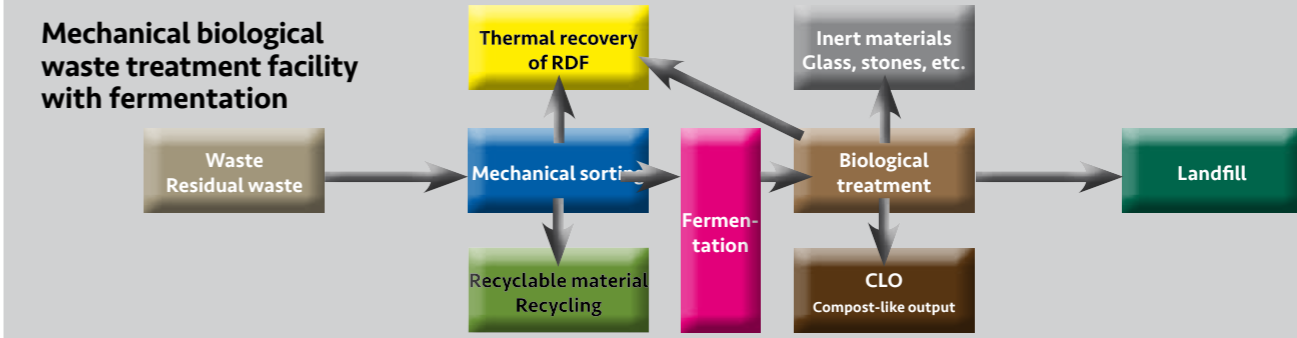 Mechanical biological
waste treatment facility
with fermentation
Thermal recovery
of RDF
Inert materials
Glass, stones, etc.
Waste
Residual waste
Mechanical sorting
Fermen-
tation
Biological
treatment
Landfill
Recyclable material
Recycling
CLO
Compost-like output